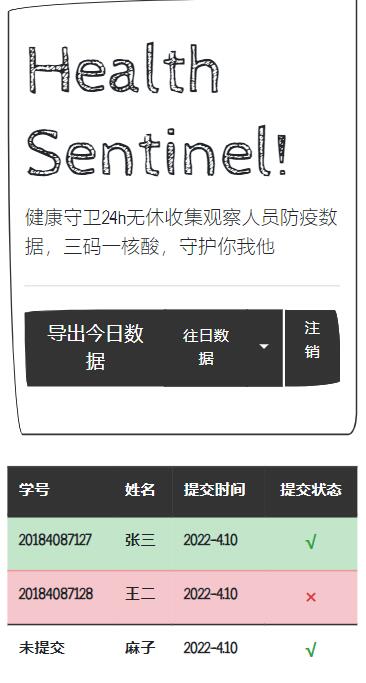 Health
Sentinel!
健康守卫24h无休收集观察人员防疫数
据，三码一核酸，守护你我他
导出今日数
据
往日数
据
注
销
学号 姓名 提交时间 提交状态
20184087127 张三 2022-4.10 √
20184087128 王二 2022-4.10 ×
未提交 麻子 2022-4.10 √